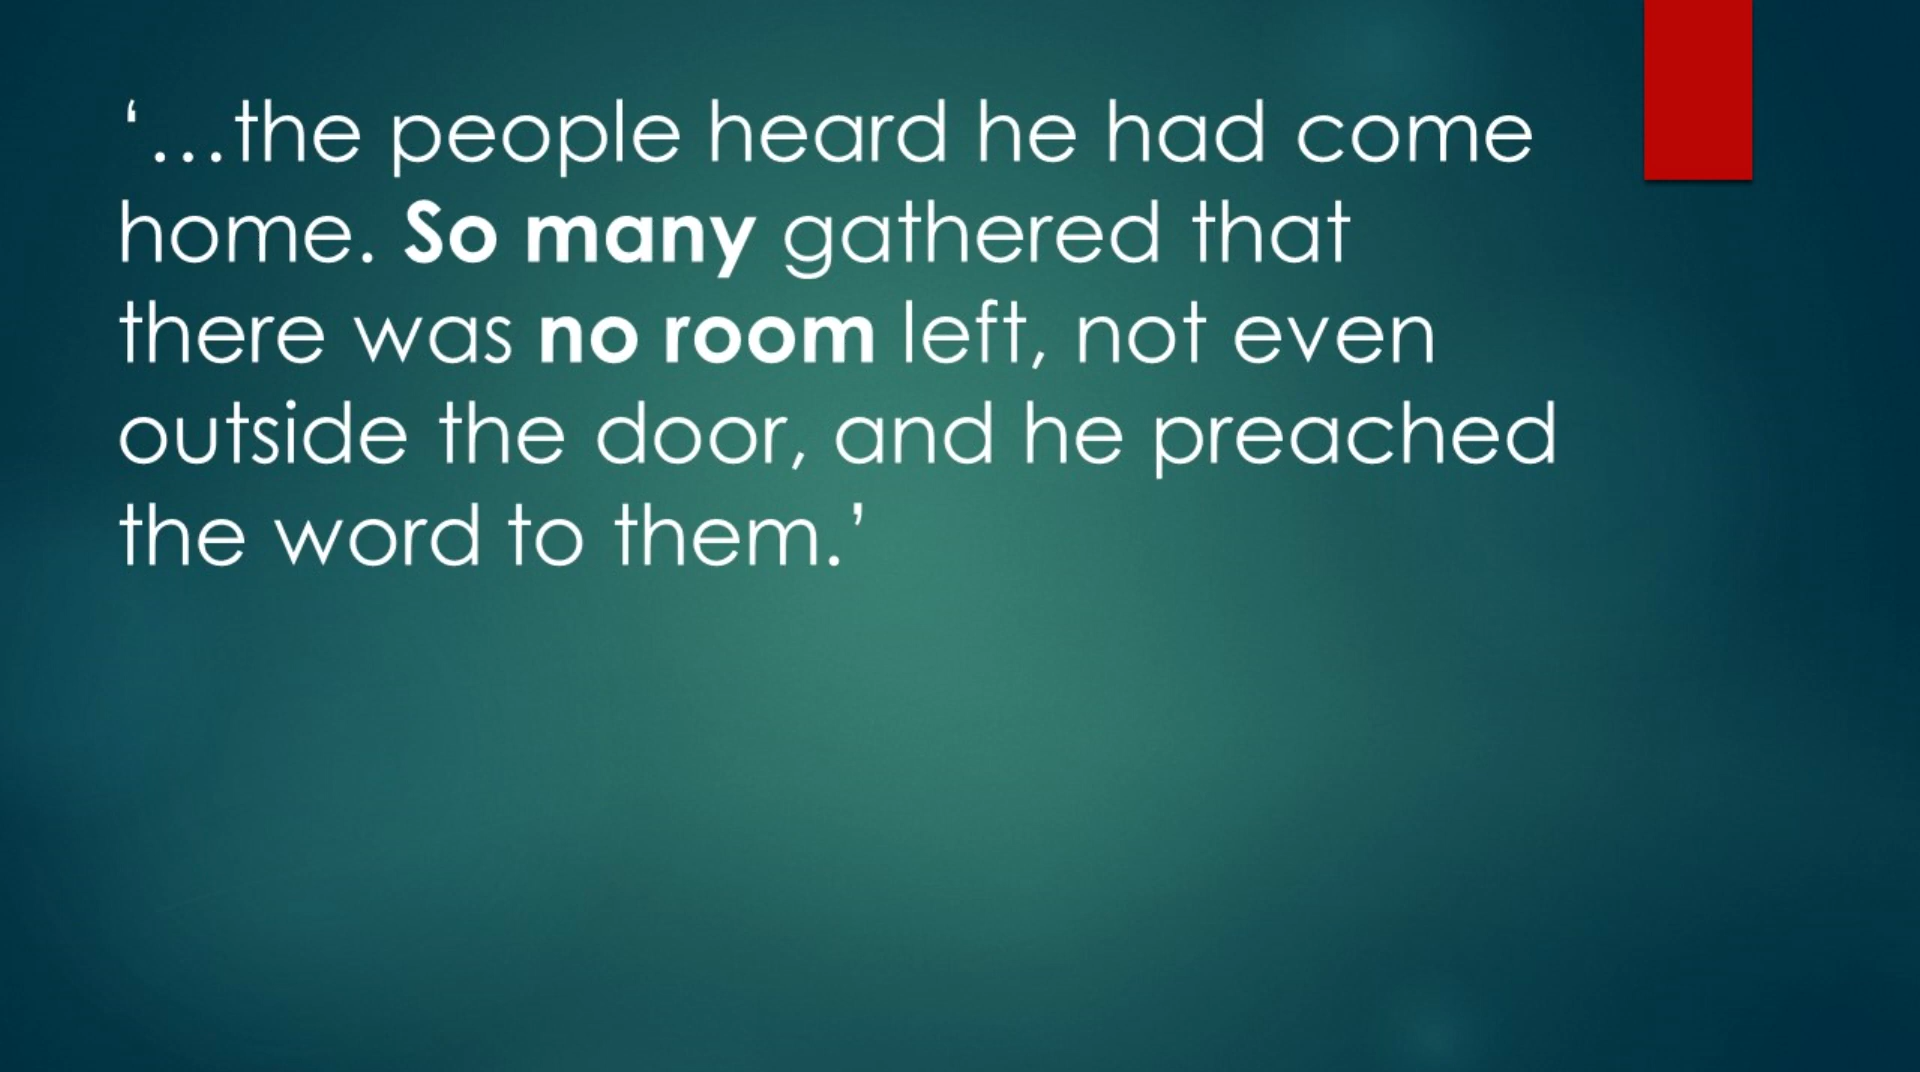 ‘…the people heard he had come
home. So many gathered that
there was no room left, not even
outside the door, and he preached
the word to them.’